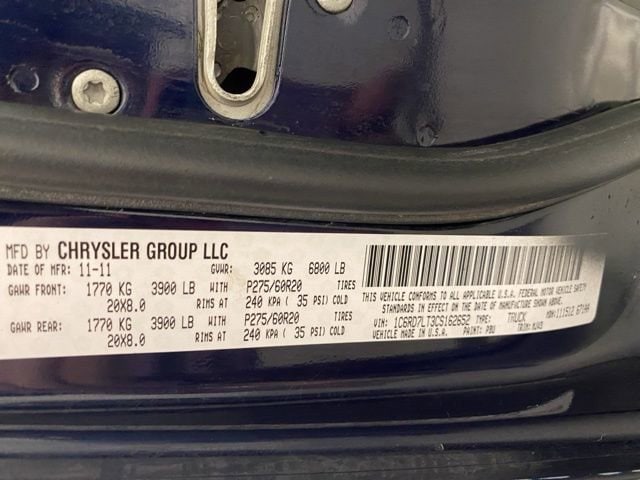 MFD BY CHRYSLER GROUP LLC
DATE OF MFR: 11-11 GVWR: 3085 KG 6800 LB
GAWR FRONT: 1770 KG 3900 LB WITH P275/60R20 TIRES
20X8.0 RIMS AT 240 KPA ( 35 PSI) COLD
GAWR REAR: 1770 KG 3900 LB WITH P275/60R20 TIRES
20X8.0 RIMS AT 240 KPA ( 35 PSI) COLD
THIS VEHICLE CONFORMS TO ALL APPLICABLE U.S.A. FEDERAL MOTOR VEHICLE SAFETY
STANDARDS IN EFFECT ON THE DATE OF MANUFACTURE SHOWN ABOVE.
VIN: 1C6RD7LT3CS162652 TYPE: TRUCK MDH: 111512
VEHICLE MADE IN U.S.A. PAINT: PBU TRIM: